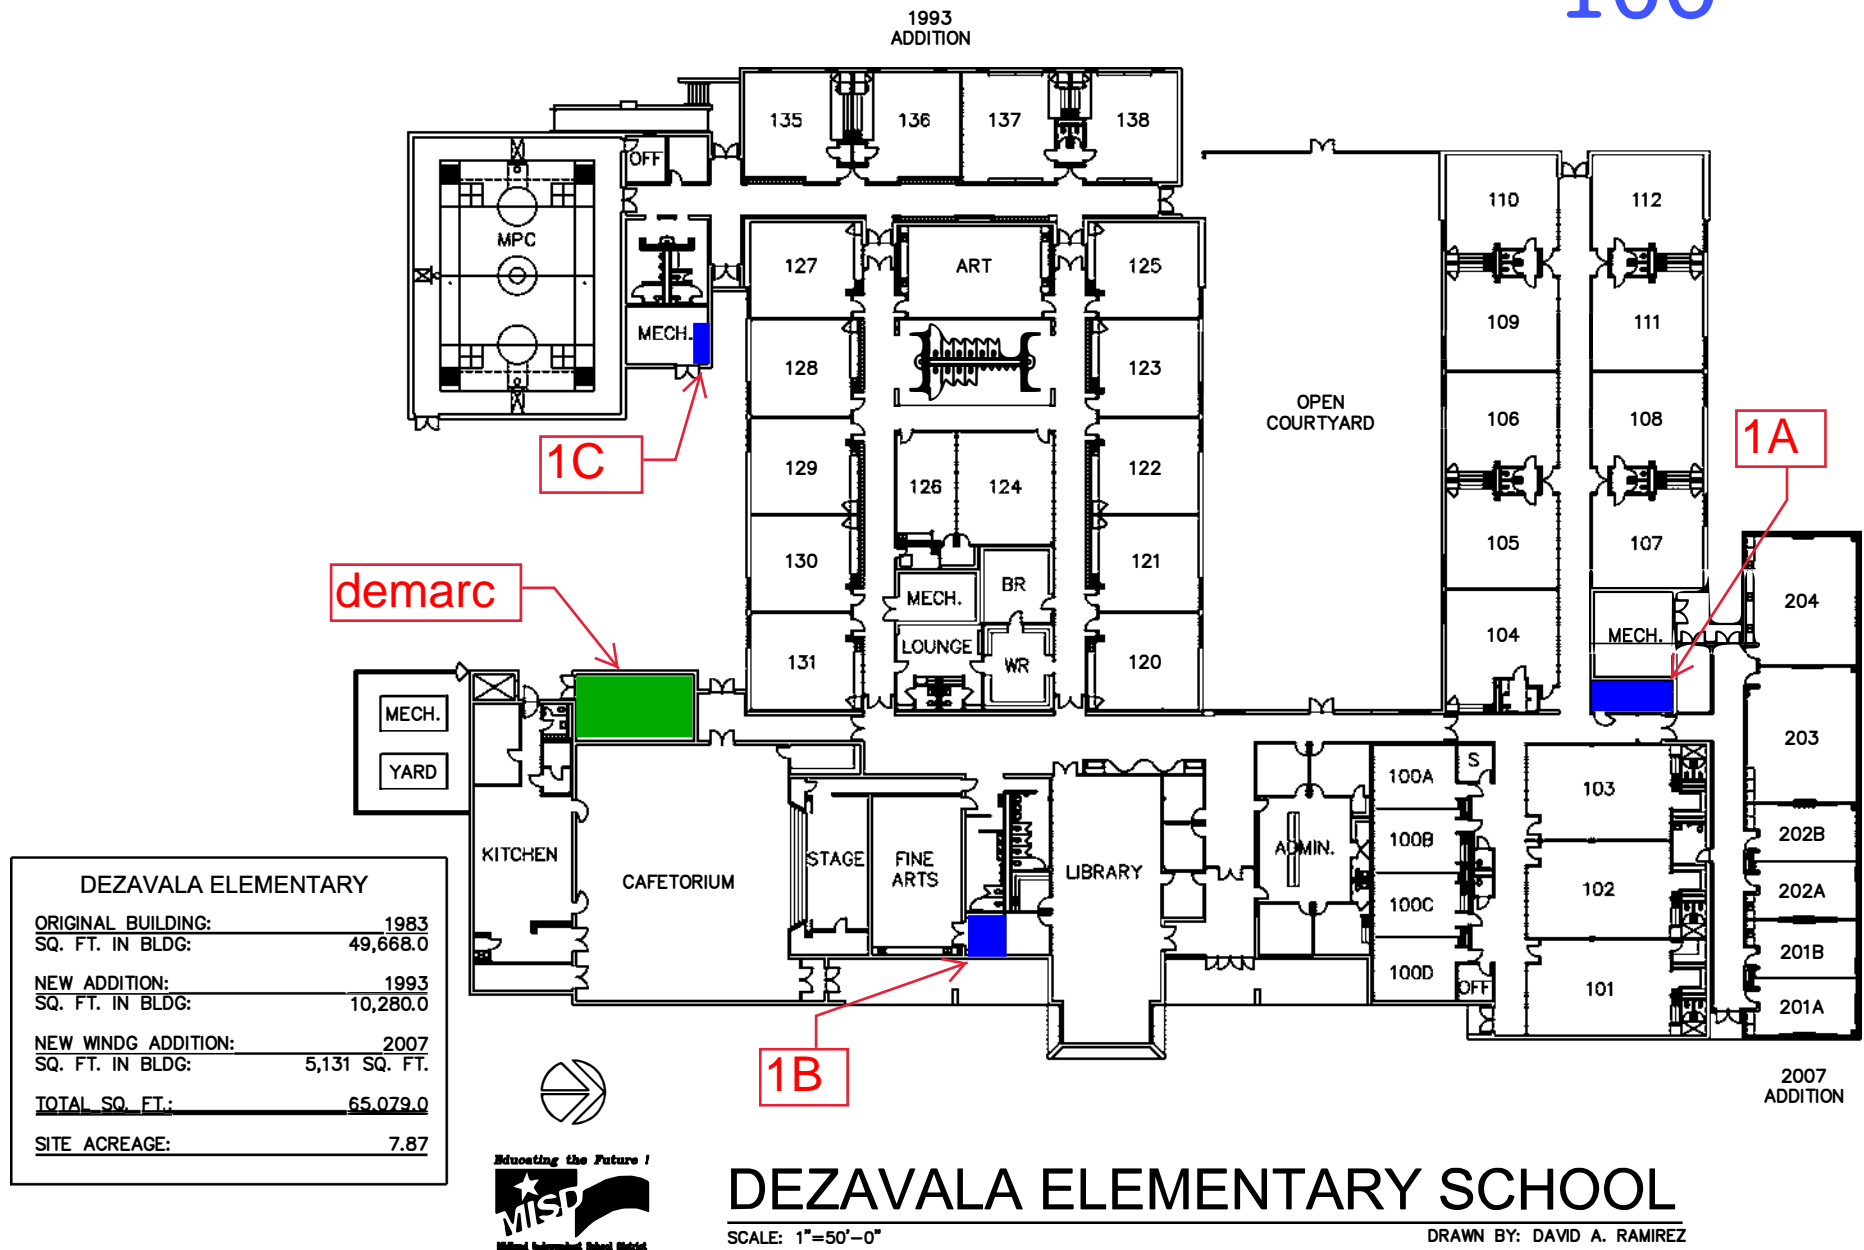 100
1993
ADDITION
135
136
137
138
OFF
MPC
110
112
127
ART
125
MECH.
109
111
128
123
OPEN
COURTYARD
106
108
1A
1C
129
126
124
122
105
107
130
121
demarc
MECH.
BR
204
LOUNGE
WR
131
120
104
MECH.
MECH.
YARD
203
S
100A
103
KITCHEN
CAFETORIUM
STAGE
FINE
ARTS
LIBRARY
ADMIN.
100B
202B
102
202A
100C
201B
100D
OFF
101
201A
1B
2007
ADDITION
DEZAVALA ELEMENTARY
ORIGINAL BUILDING: 1983
SQ. FT. IN BLDG: 49,668.0
NEW ADDITION: 1993
SQ. FT. IN BLDG: 10,280.0
NEW WINDG ADDITION: 2007
SQ. FT. IN BLDG: 5,131 SQ. FT.
TOTAL SQ. FT.: 65,079.0
SITE ACREAGE: 7.87
Educating the Future !
MISD
Midland Independent School District
DEZAVALA ELEMENTARY SCHOOL
SCALE: 1"=50'-0"
DRAWN BY: DAVID A. RAMIREZ